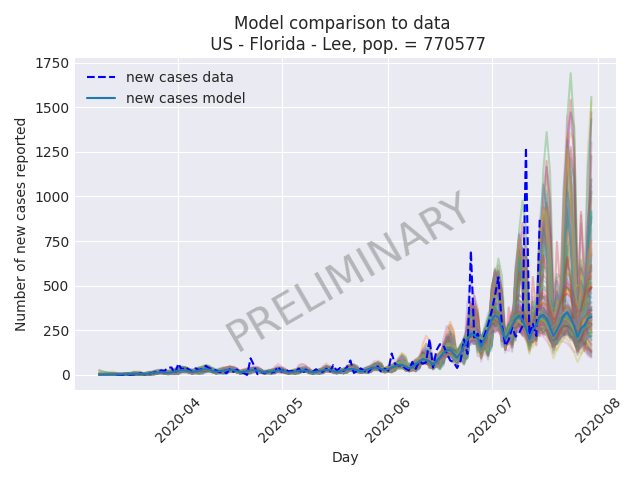 Model comparison to data
US - Florida - Lee, pop. = 770577
new cases data
new cases model
Number of new cases reported
1750
1500
1250
1000
750
500
250
0
PRELIMINARY
2020-04
2020-05
2020-06
2020-07
2020-08
Day